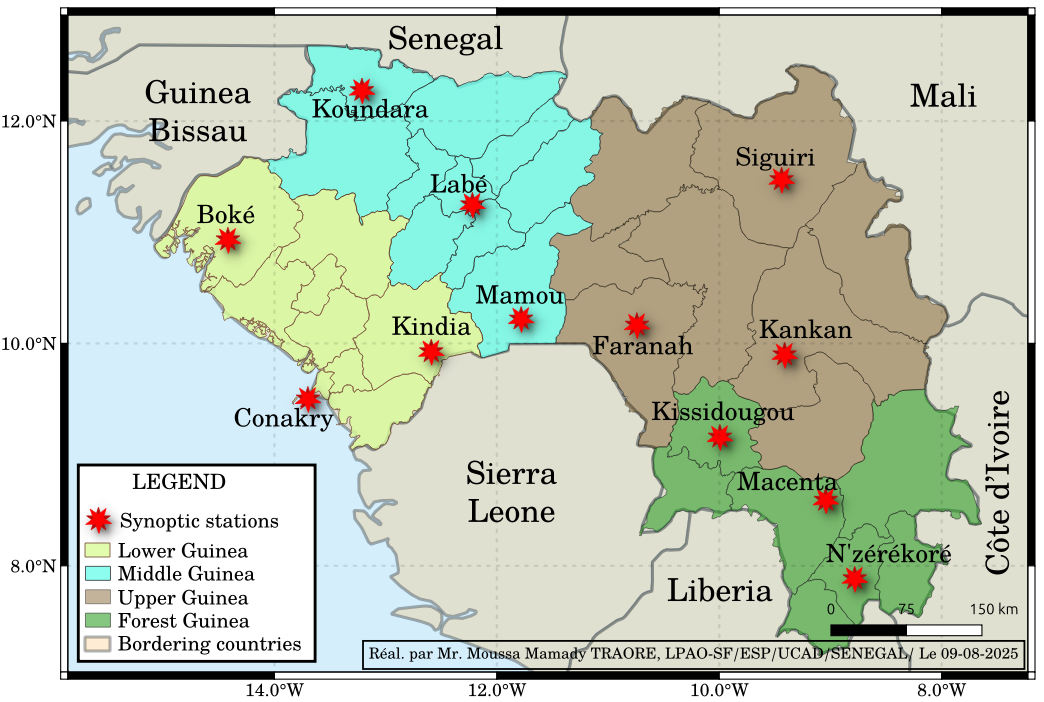 Senegal
Guinea
Bissau
Mali
Koundara
12.0°N
Siguiri
Labé
Boké
Mamou
Kindia
Kankan
10.0°N
Faranah
Conakry
Kissidougou
Côte d'Ivoire
Sierra
Leone
Macenta
LEGEND
Synoptic stations
Lower Guinea
Middle Guinea
Upper Guinea
Forest Guinea
Bordering countries
8.0°N
N'zérékoré
Liberia
0 75 150 km
Réal. par Mr. Moussa Mamady TRAORE, LPAO-SF/ESP/UCAD/SENEGAL/ Le 09-08-2025
14.0°W 12.0°W 10.0°W 8.0°W